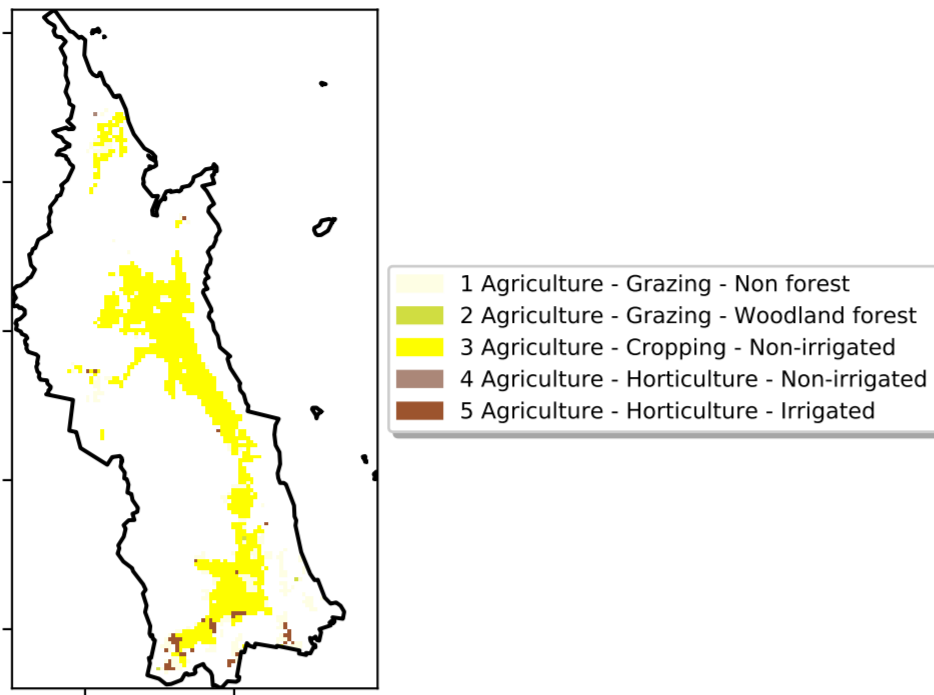 1 Agriculture - Grazing - Non forest
2 Agriculture - Grazing - Woodland forest
3 Agriculture - Cropping - Non-irrigated
4 Agriculture - Horticulture - Non-irrigated
5 Agriculture - Horticulture - Irrigated